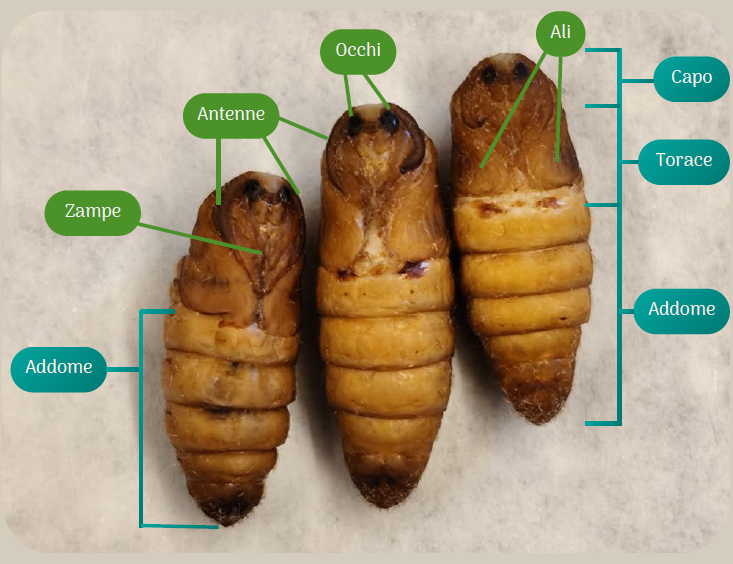 Ali
Occhi
Capo
Antenne
Torace
Zampe
Addome
Addome